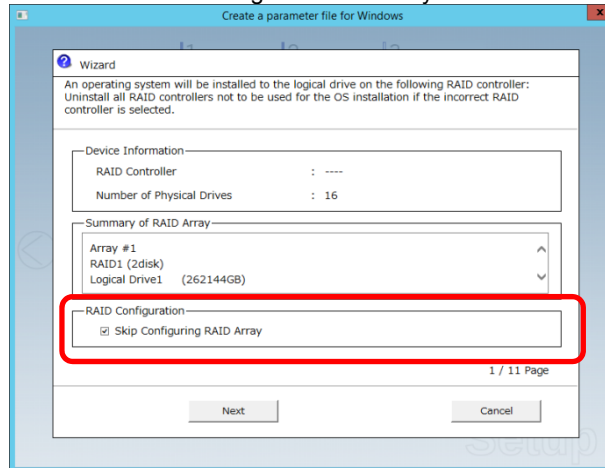 Create a parameter file for Windows
x
Wizard
An operating system will be installed to the logical drive on the following RAID controller:
Uninstall all RAID controllers not to be used for the OS installation if the incorrect RAID
controller is selected.
Device Information
RAID Controller : ----
Number of Physical Drives : 16
Summary of RAID Array
Array #1
RAID1 (2disk)
Logical Drive1 (262144GB)
RAID Configuration
Skip Configuring RAID Array
1 / 11 Page
Next Cancel
Setup